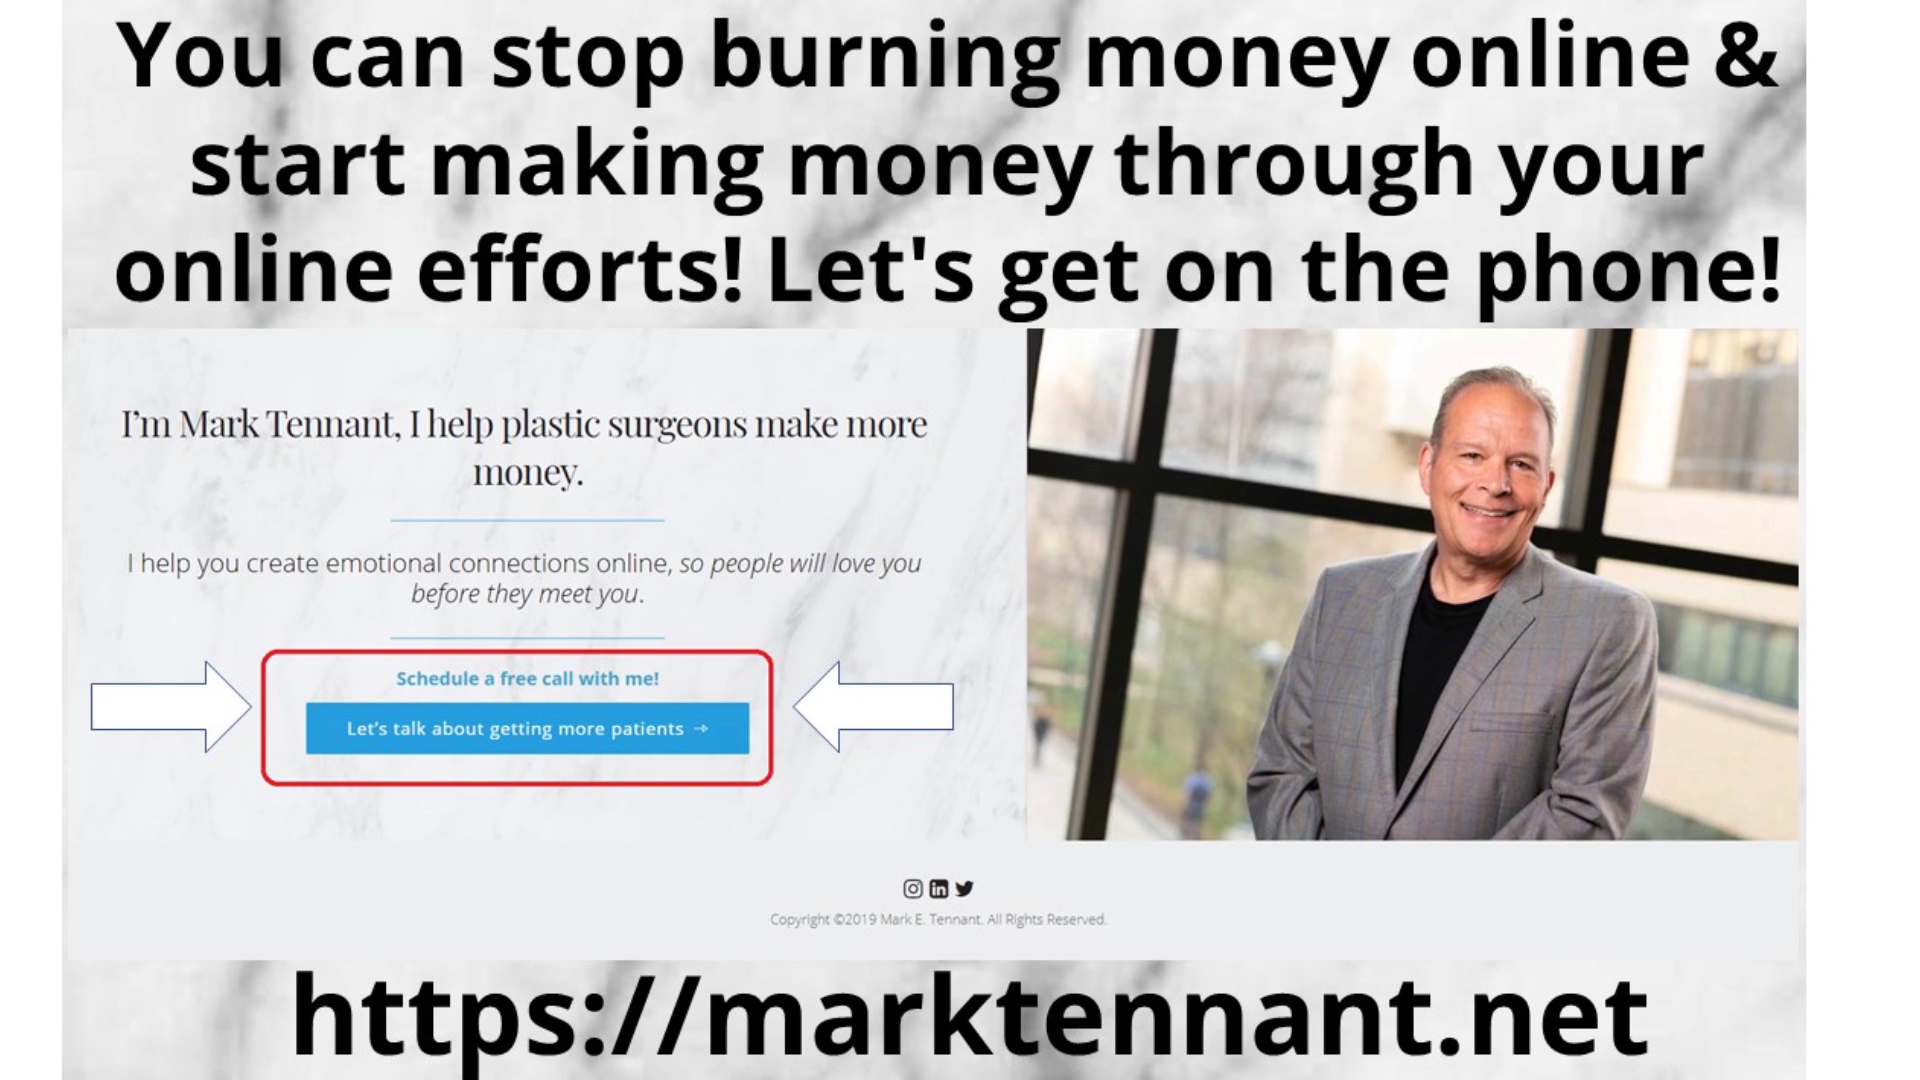 You can stop burning money online &
start making money through your
online efforts! Let's get on the phone!
I’m Mark Tennant, I help plastic surgeons make more
money.
I help you create emotional connections online, so people will love you
before they meet you.
Schedule a free call with me!
Let’s talk about getting more patients →
Copyright ©2019 Mark E. Tennant. All Rights Reserved.
https://marktennant.net